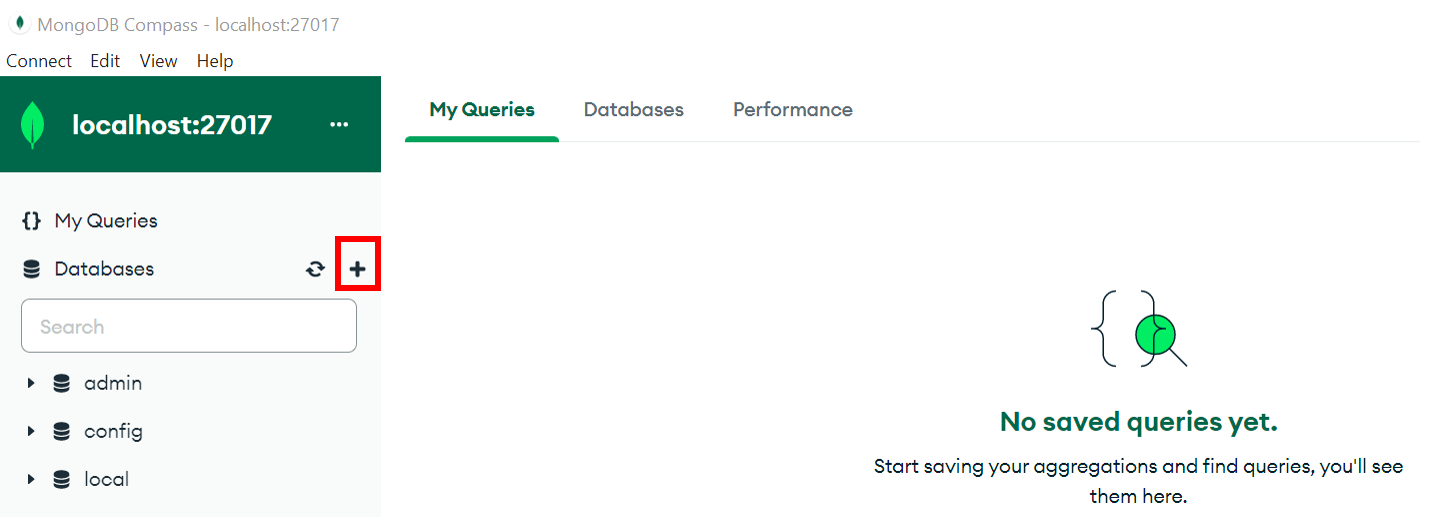 MongoDB Compass - localhost:27017
Connect Edit View Help
localhost:27017 ...
My Queries Databases Performance
{} My Queries
Databases
Search
admin
config
local
No saved queries yet.
Start saving your aggregations and find queries, you'll see
them here.